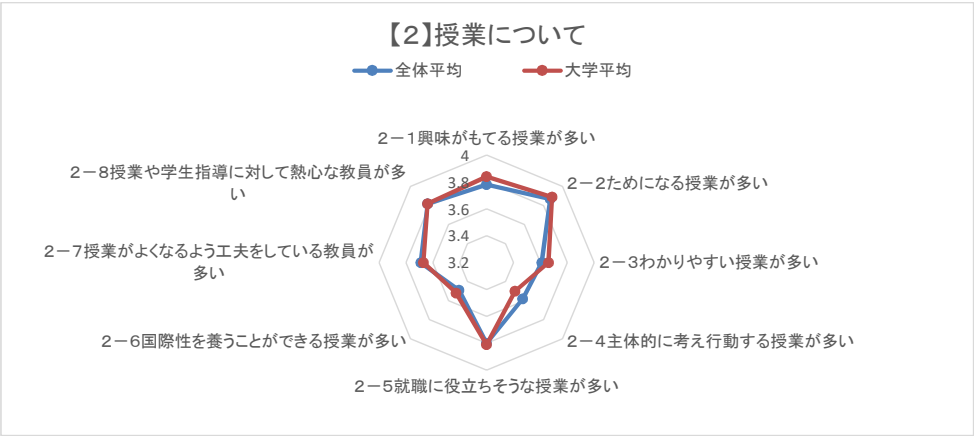 【2】授業について
全体平均
大学平均
2－1興味がもてる授業が多い
2－2ためになる授業が多い
2－3わかりやすい授業が多い
2－4主体的に考え行動する授業が多い
2－5就職に役立ちそうな授業が多い
2－6国際性を養うことができる授業が多い
2－7授業がよくなるよう工夫をしている教員が
多い
2－8授業や学生指導に対して熱心な教員が多
い
4
3.8
3.6
3.4
3.2